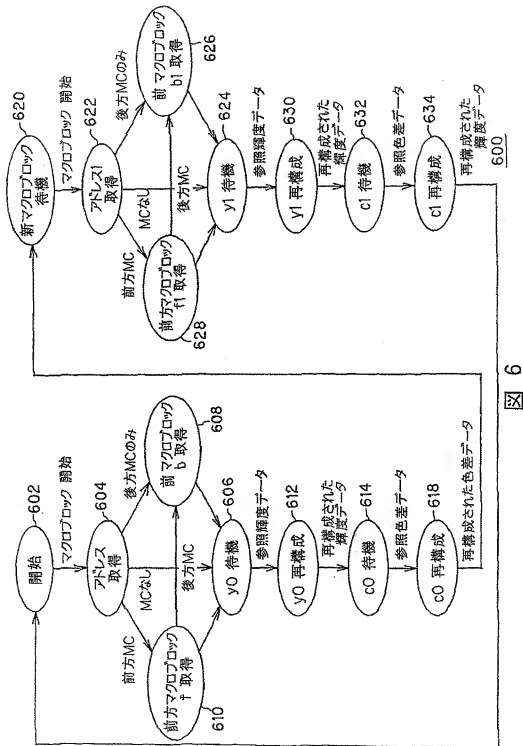 開始
602
マクロブロック 開始
アドレス
取得
604
前方MC
MCなし
後方MCのみ
前方マクロブロック
f 取得
610
後方MC
前 マクロブロック
b 取得
608
y0 待機
606
参照輝度データ
y0 再構成
612
再構成された
輝度データ
c0 待機
614
参照色差データ
c0 再構成
618
再構成された色差データ
新マクロブロック
待機
620
マクロブロック 開始
アドレス1
取得
622
前方MC
MCなし
後方MCのみ
前方マクロブロック
f1 取得
628
後方MC
前 マクロブロック
b1 取得
626
y1 待機
624
参照輝度データ
y1 再構成
630
再構成された
輝度データ
c1 待機
632
参照色差データ
c1 再構成
634
再構成された
輝度データ
600
図 6